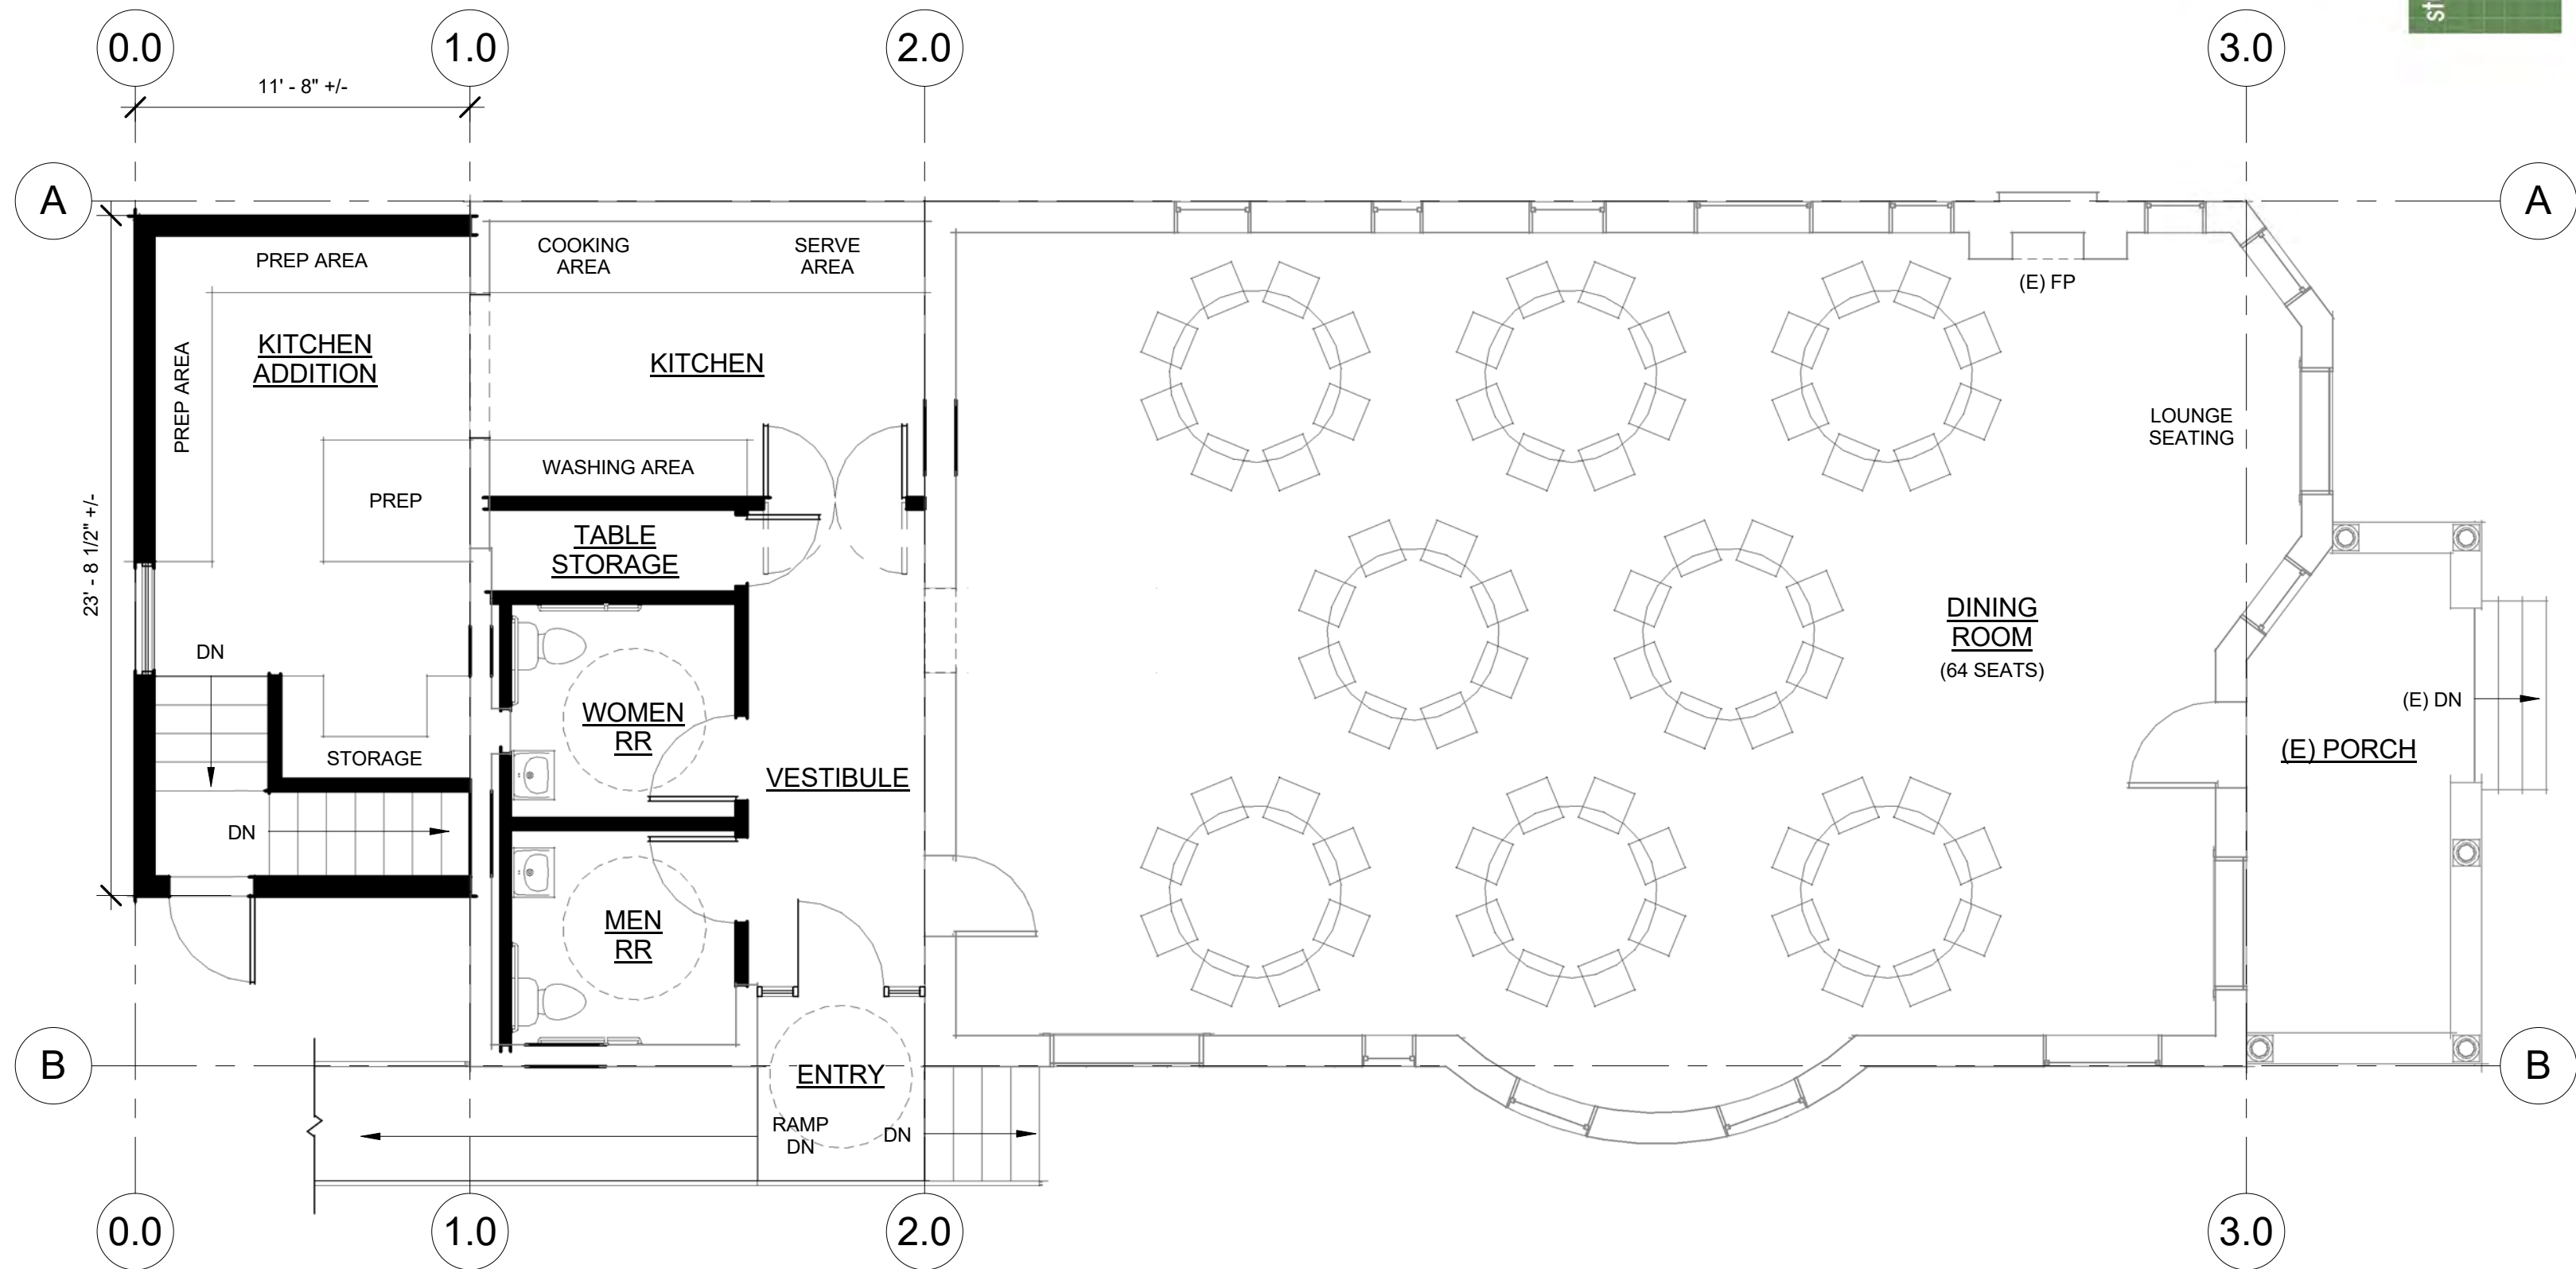 0.0
1.0
2.0
3.0
st
11' - 8" +/-
A
A
PREP AREA
COOKING
AREA
SERVE
AREA
(E) FP
KITCHEN
ADDITION
KITCHEN
PREP AREA
LOUNGE
SEATING
WASHING AREA
PREP
TABLE
STORAGE
23' - 8 1/2" +/-
DINING
ROOM
(64 SEATS)
DN
(E) DN
WOMEN
RR
STORAGE
VESTIBULE
(E) PORCH
DN
MEN
RR
B
B
ENTRY
RAMP
DN
DN
0.0
1.0
2.0
3.0